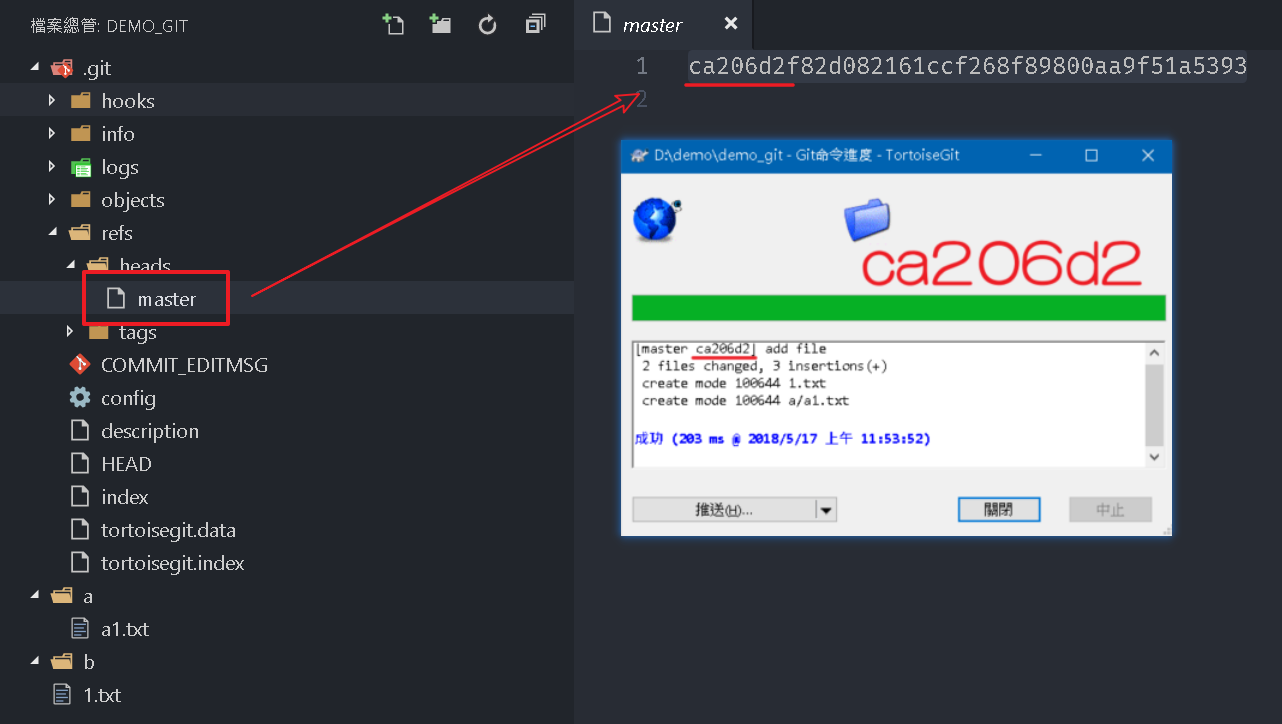 檔案總管: DEMO_GIT
.git
hooks
info
logs
objects
refs
heads
master
tags
COMMIT_EDITMSG
config
description
HEAD
index
tortoisegit.data
tortoisegit.index
a
a1.txt
b
1.txt
master
1 ca206d2f82d082161ccf268f89800aa9f51a5393
2
D:\demo\demo_git - Git命令進度 - TortoiseGit
ca206d2
[master ca206d2] add file
2 files changed, 3 insertions(+)
create mode 100644 1.txt
create mode 100644 a/a1.txt
成功 (203 ms @ 2018/5/17 上午 11:53:52)
推送(H)...
關閉
中止